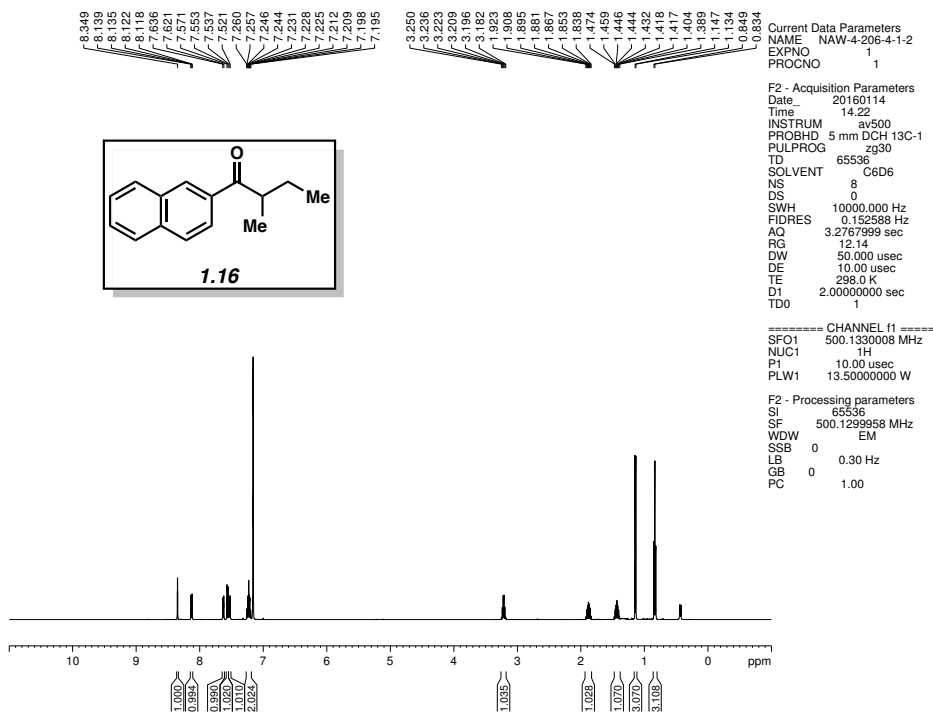 8.349
8.139
8.135
8.122
8.118
7.636
7.621
7.571
7.553
7.537
7.521
7.260
7.257
7.246
7.244
7.231
7.228
7.225
7.212
7.209
7.198
7.195
3.250
3.236
3.223
3.209
3.196
3.182
1.923
1.908
1.895
1.881
1.867
1.853
1.838
1.474
1.459
1.446
1.444
1.432
1.418
1.417
1.404
1.389
1.147
1.134
0.849
0.834
Current Data Parameters
NAME NAW-4-206-4-1-2
EXPNO 1
PROCNO 1
F2 - Acquisition Parameters
Date_ 20160114
Time 14.22
INSTRUM av500
PROBHD 5 mm DCH 13C-1
PULPROG zg30
TD 65536
SOLVENT C6D6
NS 8
DS 0
SWH 10000.000 Hz
FIDRES 0.152588 Hz
AQ 3.2767999 sec
RG 12.14
DW 50.000 usec
DE 10.00 usec
TE 298.0 K
D1 2.00000000 sec
TD0 1
======== CHANNEL f1 =====
SFO1 500.1330008 MHz
NUC1 1H
P1 10.00 usec
PLW1 13.50000000 W
F2 - Processing parameters
SI 65536
SF 500.1299958 MHz
WDW EM
SSB 0
LB 0.30 Hz
GB 0
PC 1.00
O
Me
Me
1.16
10 9 8 7 6 5 4 3 2 1 0 ppm
1.000
0.994
0.990
1.020
1.010
2.024
1.035
1.028
1.070
3.070
3.108